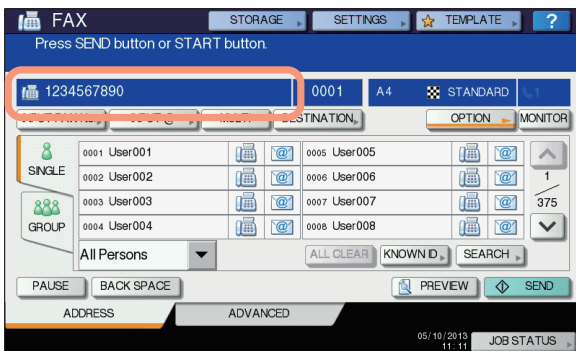 FAX STORAGE SETTINGS TEMPLATE ?
Press SEND button or START button.
1234567890 0001 A4 STANDARD 1
DESTINATION OPTION MONITOR
SINGLE
0001 User001 0005 User005
0002 User002 0006 User006
0003 User003 0007 User007
0004 User004 0008 User008
1
375
GROUP
All Persons ALL CLEAR KNOWN ID SEARCH
PAUSE BACK SPACE PREVIEW SEND
ADDRESS ADVANCED
05/10/2013
11:11
JOB STATUS